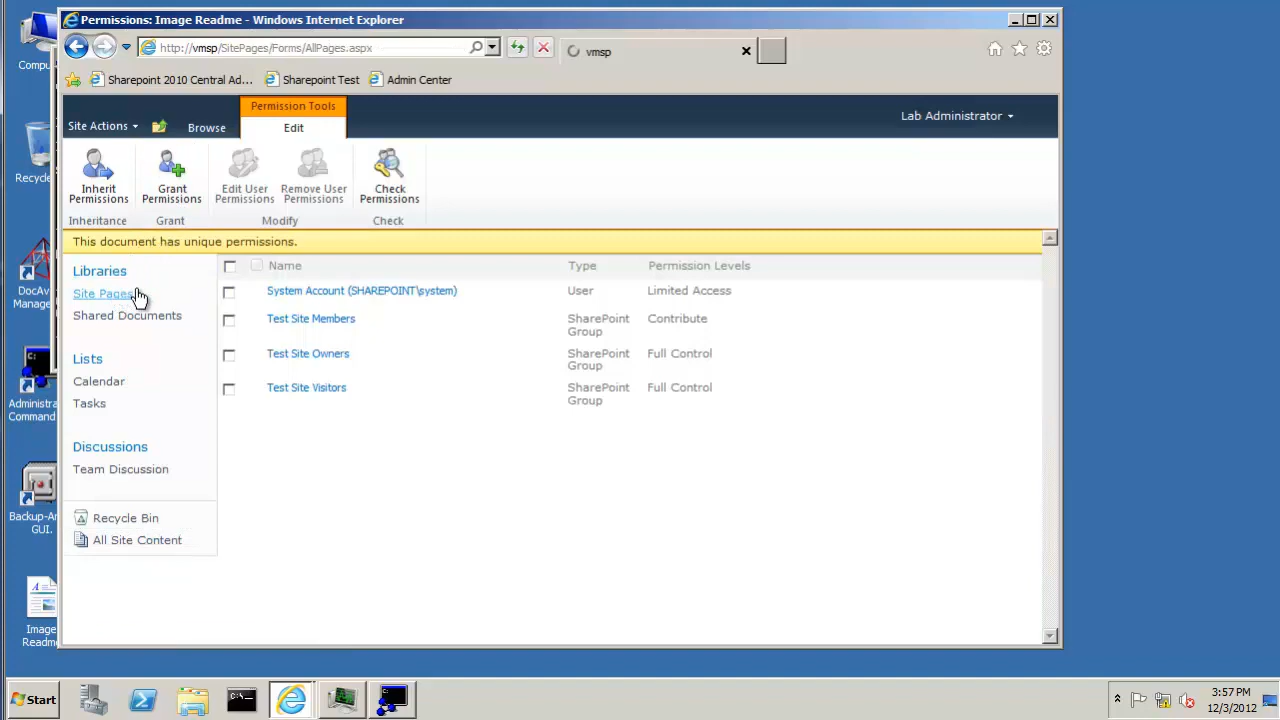 Permissions: Image Readme - Windows Internet Explorer
http://vmsp/SitePages/Forms/AllPages.aspx
vmsp
Sharepoint 2010 Central Ad...
Sharepoint Test
Admin Center
Permission Tools
Site Actions
Browse
Edit
Lab Administrator
Inherit Permissions
Grant Permissions
Edit User Permissions
Remove User Permissions
Check Permissions
Inheritance
Grant
Modify
Check
This document has unique permissions.
Libraries
Site Pages
Shared Documents
Lists
Calendar
Tasks
Discussions
Team Discussion
Recycle Bin
All Site Content
Name Type Permission Levels
System Account (SHAREPOINT\system) User Limited Access
Test Site Members SharePoint Group Contribute
Test Site Owners SharePoint Group Full Control
Test Site Visitors SharePoint Group Full Control
Compu
Recycle
DocAv
Manage
Administra
Command
Backup-Ar
GUI.
Image
Readm
Start
3:57 PM
12/3/2012